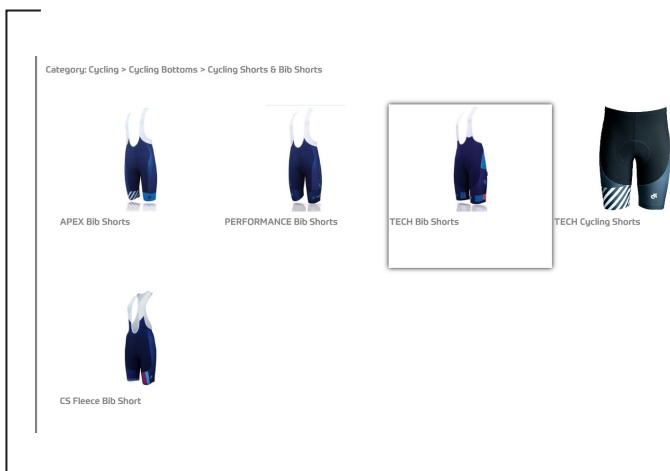 Category: Cycling > Cycling Bottoms > Cycling Shorts & Bib Shorts
APEX Bib Shorts
PERFORMANCE Bib Shorts
TECH Bib Shorts
TECH Cycling Shorts
CS Fleece Bib Short